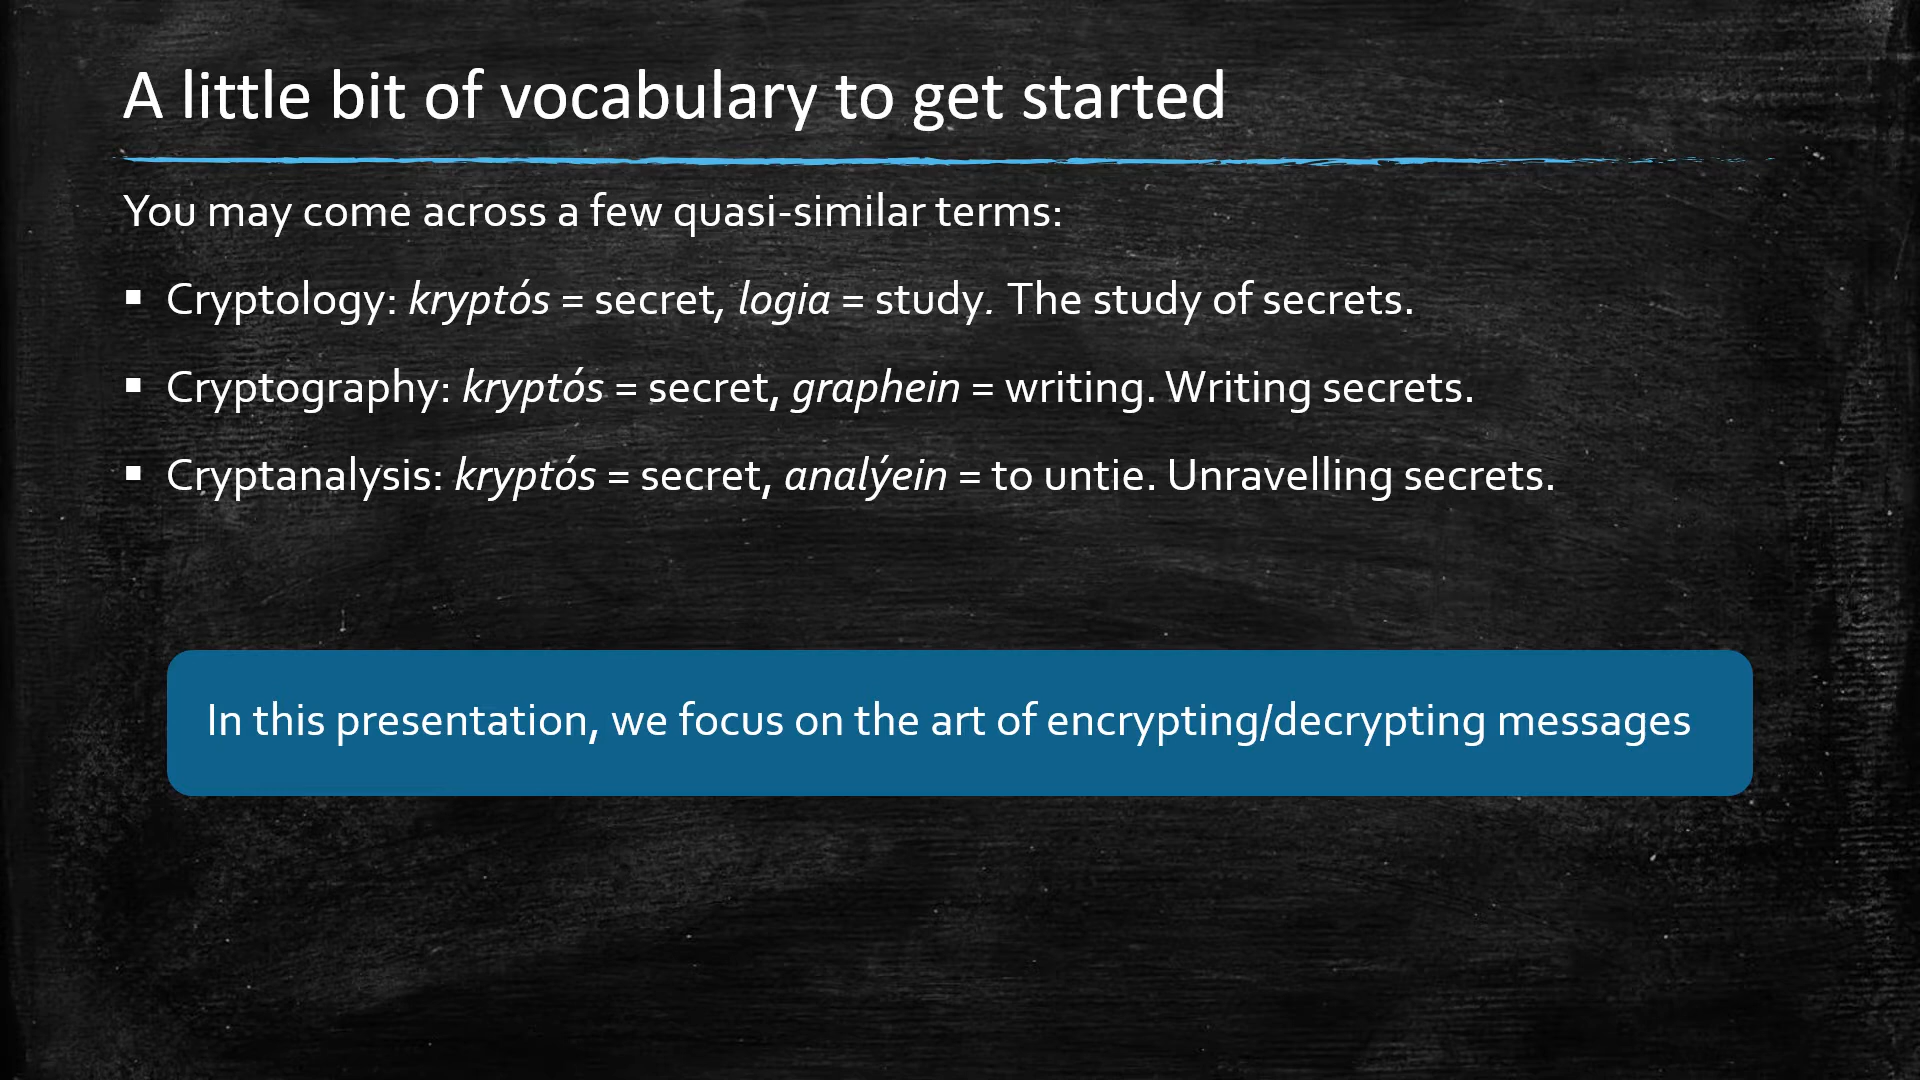 A little bit of vocabulary to get started
You may come across a few quasi-similar terms:
▪ Cryptology: kryptós = secret, logia = study. The study of secrets.
▪ Cryptography: kryptós = secret, graphein = writing. Writing secrets.
▪ Cryptanalysis: kryptós = secret, analýein = to untie. Unravelling secrets.
In this presentation, we focus on the art of encrypting/decrypting messages